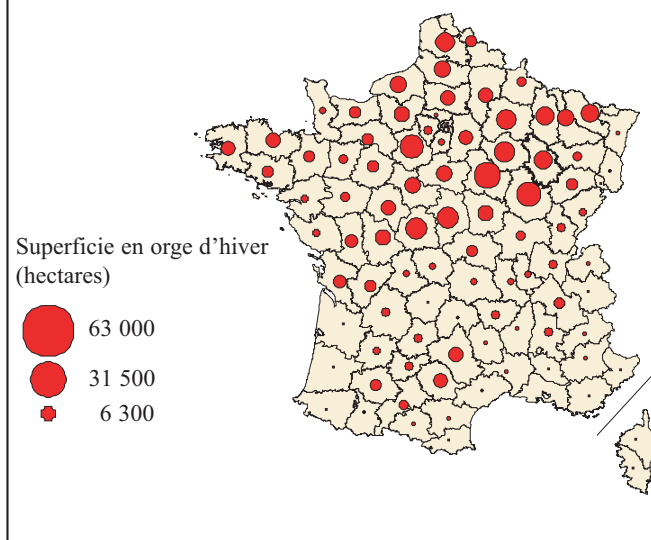 Superficie en orge d’hiver
(hectares)
63 000
31 500
6 300